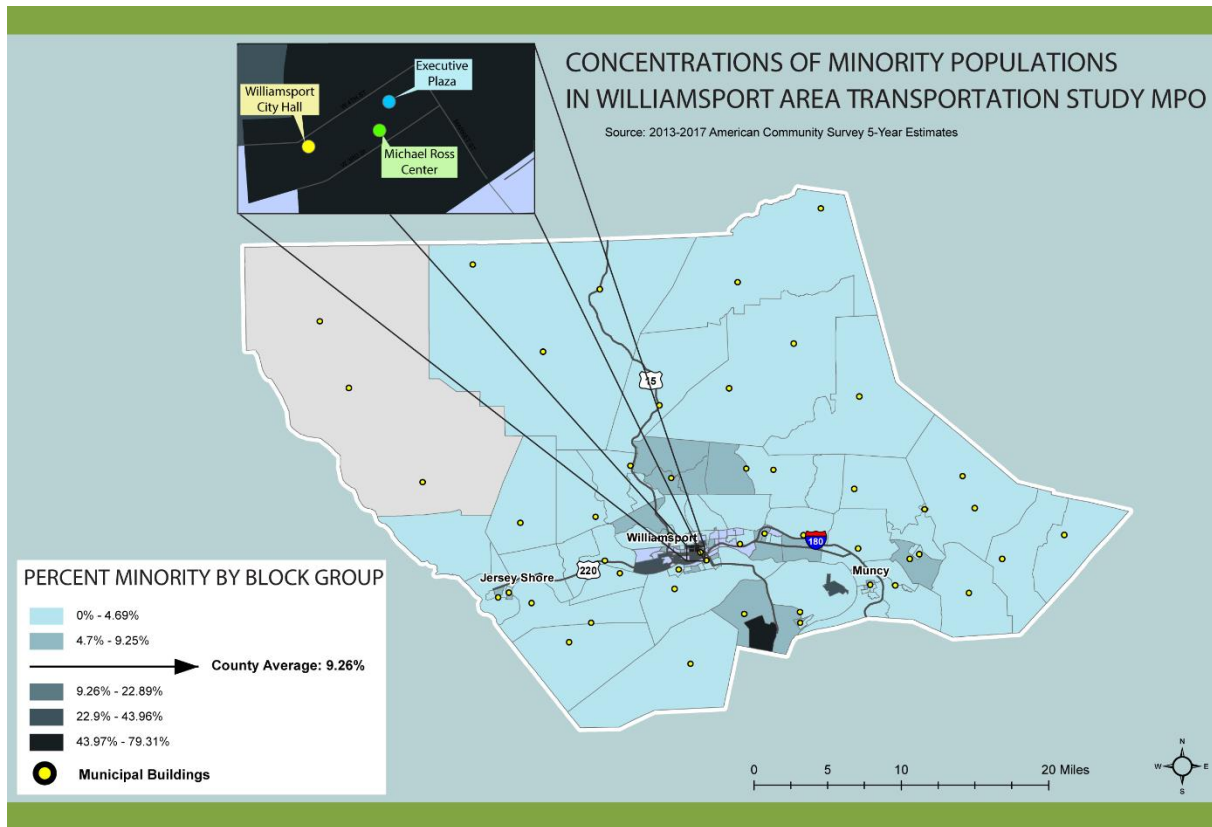 CONCENTRATIONS OF MINORITY POPULATIONS
IN WILLIAMSPORT AREA TRANSPORTATION STUDY MPO
Source: 2013-2017 American Community Survey 5-Year Estimates
Executive
Plaza
Williamsport
City Hall
Michael Ross
Center
15
Williamsport
180
220
Jersey Shore
Muncy
PERCENT MINORITY BY BLOCK GROUP
0% - 4.69%
4.7% - 9.25%
County Average: 9.26%
9.26% - 22.89%
22.9% - 43.96%
43.97% - 79.31%
Municipal Buildings
0 5 10 20 Miles
N
W E
S